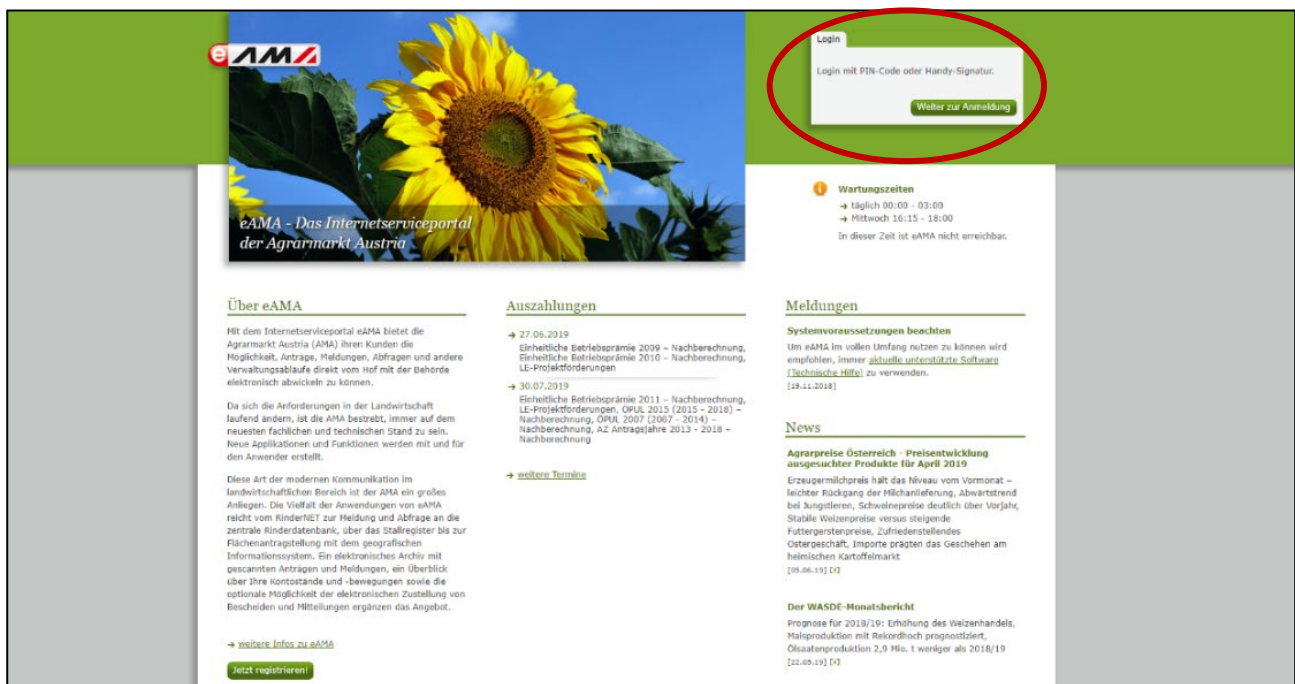 eAMA
Login
Login mit PIN-Code oder Handy-Signatur.
Weiter zur Anmeldung
eAMA - Das Internetserviceportal
der Agrarmarkt Austria
Wartungszeiten
→ täglich 00:00 - 03:00
→ Mittwoch 16:15 - 18:00
In dieser Zeit ist eAMA nicht erreichbar.
Über eAMA
Mit dem Internetserviceportal eAMA bietet die
Agrarmarkt Austria (AMA) ihren Kunden die
Möglichkeit, Anträge, Meldungen, Abfragen und andere
Verwaltungsabläufe direkt vom Hof mit der Behörde
elektronisch abwickeln zu können.
Da sich die Anforderungen in der Landwirtschaft
laufend ändern, ist die AMA bestrebt, immer auf dem
neuesten fachlichen und technischen Stand zu sein.
Neue Applikationen und Funktionen werden mit und für
den Anwender erstellt.
Diese Art der modernen Kommunikation im
landwirtschaftlichen Bereich ist der AMA ein großes
Anliegen. Die Vielfalt der Anwendungen von eAMA
reicht vom RinderNET zur Meldung und Abfrage an die
zentrale Rinderdatenbank, über das Stallregister bis zur
Flächenantragstellung mit dem geografischen
Informationssystem. Ein elektronisches Archiv mit
gescannten Anträgen und Meldungen, ein Überblick
über Ihre Kontostände und -bewegungen sowie die
optionale Möglichkeit der elektronischen Zustellung von
Bescheiden und Mitteilungen ergänzen das Angebot.
→ weitere Infos zu eAMA
Jetzt registrieren!
Auszahlungen
→ 27.06.2019
Einheitliche Betriebsprämie 2009 – Nachberechnung,
Einheitliche Betriebsprämie 2010 – Nachberechnung,
LE-Projektförderungen
→ 30.07.2019
Einheitliche Betriebsprämie 2011 – Nachberechnung,
LE-Projektförderungen, ÖPUL 2015 (2015 - 2018) –
Nachberechnung, ÖPUL 2007 (2007 - 2014) –
Nachberechnung, AZ Antragsjahre 2013 - 2018 –
Nachberechnung
→ weitere Termine
Meldungen
Systemvoraussetzungen beachten
Um eAMA im vollen Umfang nutzen zu können wird
empfohlen, immer aktuelle unterstützte Software
(Technische Hilfe) zu verwenden.
[19.11.2018]
News
Agrarpreise Österreich - Preisentwicklung
ausgesuchter Produkte für April 2019
Erzeugermilchpreis hält das Niveau vom Vormonat –
leichter Rückgang der Milchanlieferung, Abwärtstrend
bei Jungstieren, Schweinepreise deutlich über Vorjahr,
Stabile Weizenpreise versus steigende
Futtergerstenpreise, Zufriedenstellendes
Ostergeschäft, Importe prägten das Geschehen am
heimischen Kartoffelmarkt
[05.06.19]
Der WASDE-Monatsbericht
Prognose für 2018/19: Erhöhung des Weizenhandels,
Maisproduktion mit Rekordhoch prognostiziert,
Ölsaatenproduktion 2,9 Mio. t weniger als 2018/19
[22.05.19]